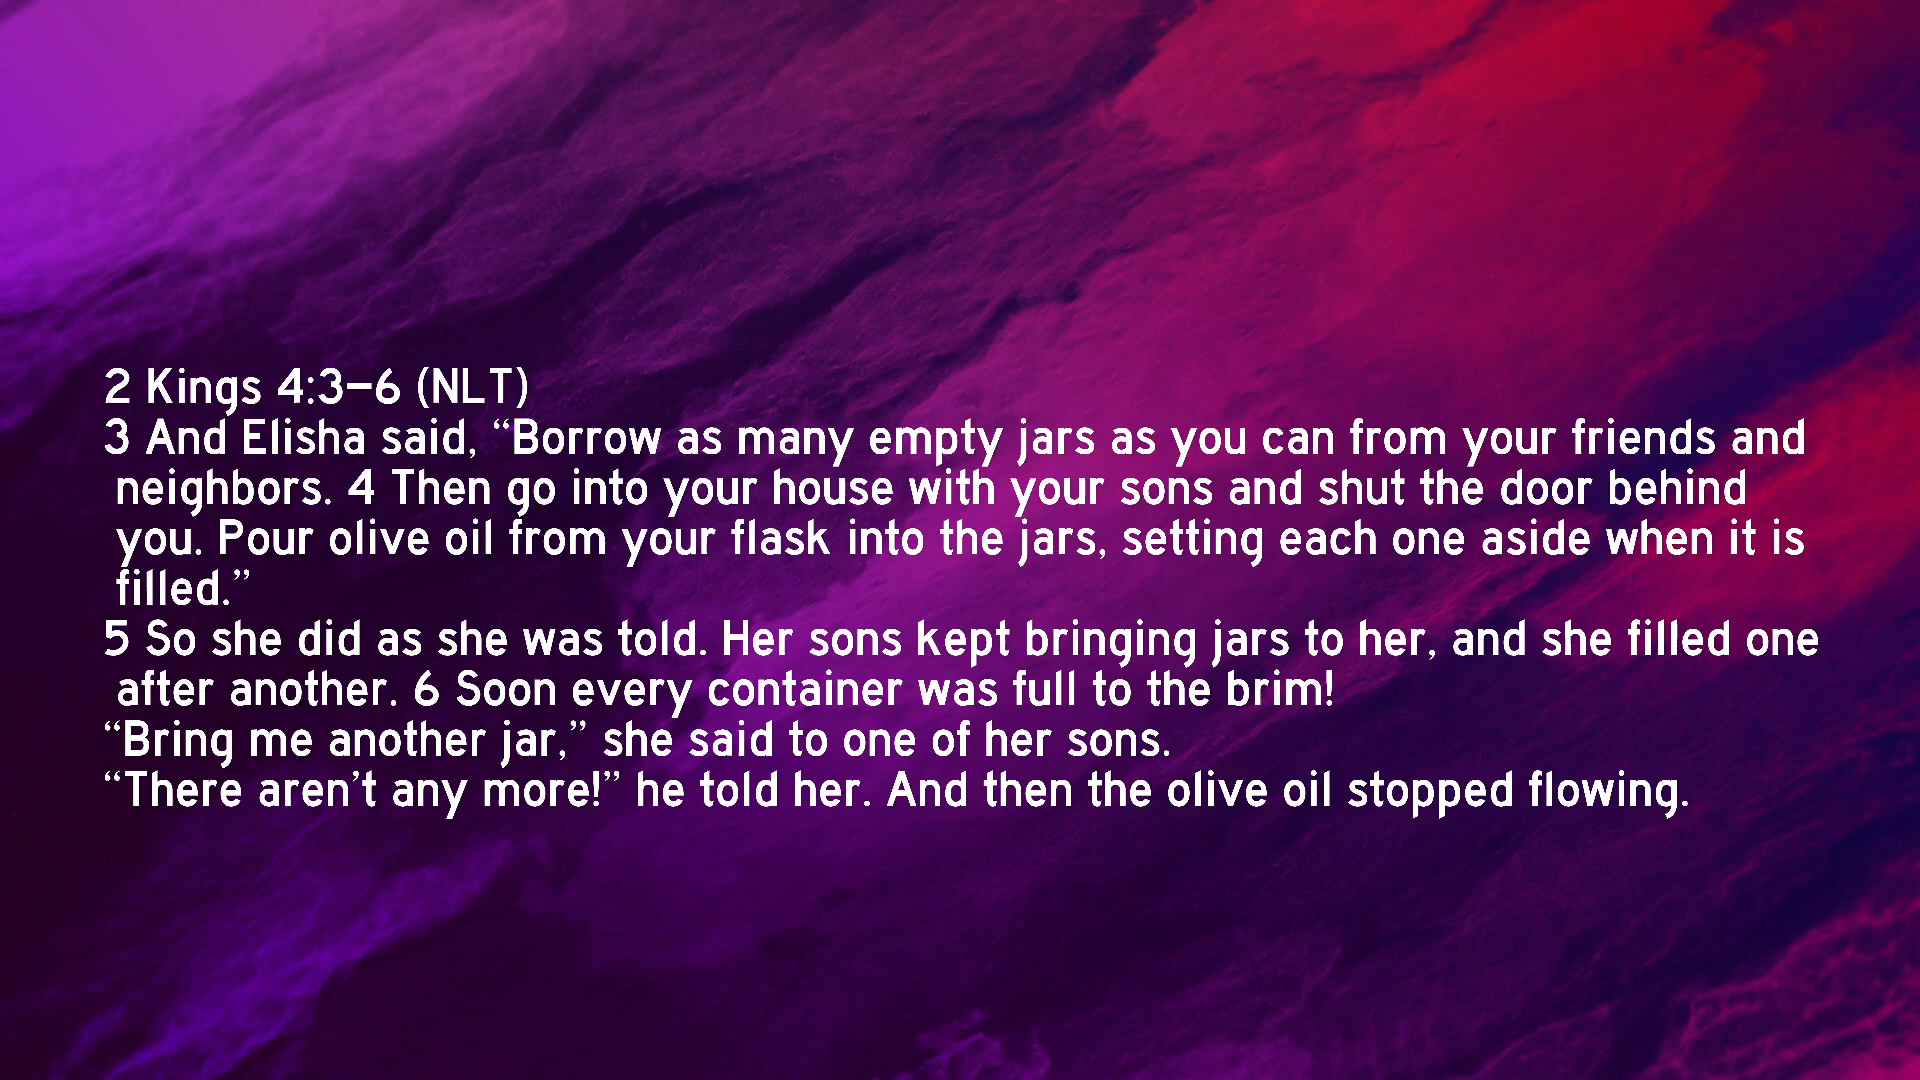 2 Kings 4:3–6 (NLT)
3 And Elisha said, “Borrow as many empty jars as you can from your friends and
neighbors. 4 Then go into your house with your sons and shut the door behind
you. Pour olive oil from your flask into the jars, setting each one aside when it is
filled.”
5 So she did as she was told. Her sons kept bringing jars to her, and she filled one
after another. 6 Soon every container was full to the brim!
“Bring me another jar,” she said to one of her sons.
“There aren’t any more!” he told her. And then the olive oil stopped flowing.